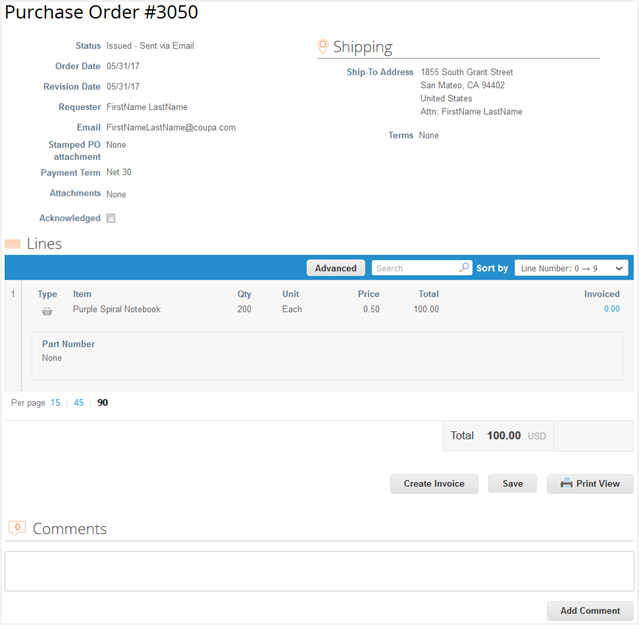 Purchase Order #3050
Status Issued - Sent via Email
Order Date 05/31/17
Revision Date 05/31/17
Requester FirstName LastName
Email FirstNameLastName@coupa.com
Stamped PO attachment None
Payment Term Net 30
Attachments None
Acknowledged
Shipping
Ship-To Address 1855 South Grant Street
San Mateo, CA 94402
United States
Attn: FirstName LastName
Terms None
Lines
Advanced Search Sort by Line Number: 0 → 9
1 Type Item Qty Unit Price Total Invoiced
Purple Spiral Notebook 200 Each 0.50 100.00 0.00
Part Number
None
Per page 15 | 45 | 90
Total 100.00 USD
Create Invoice Save Print View
0 Comments
Add Comment